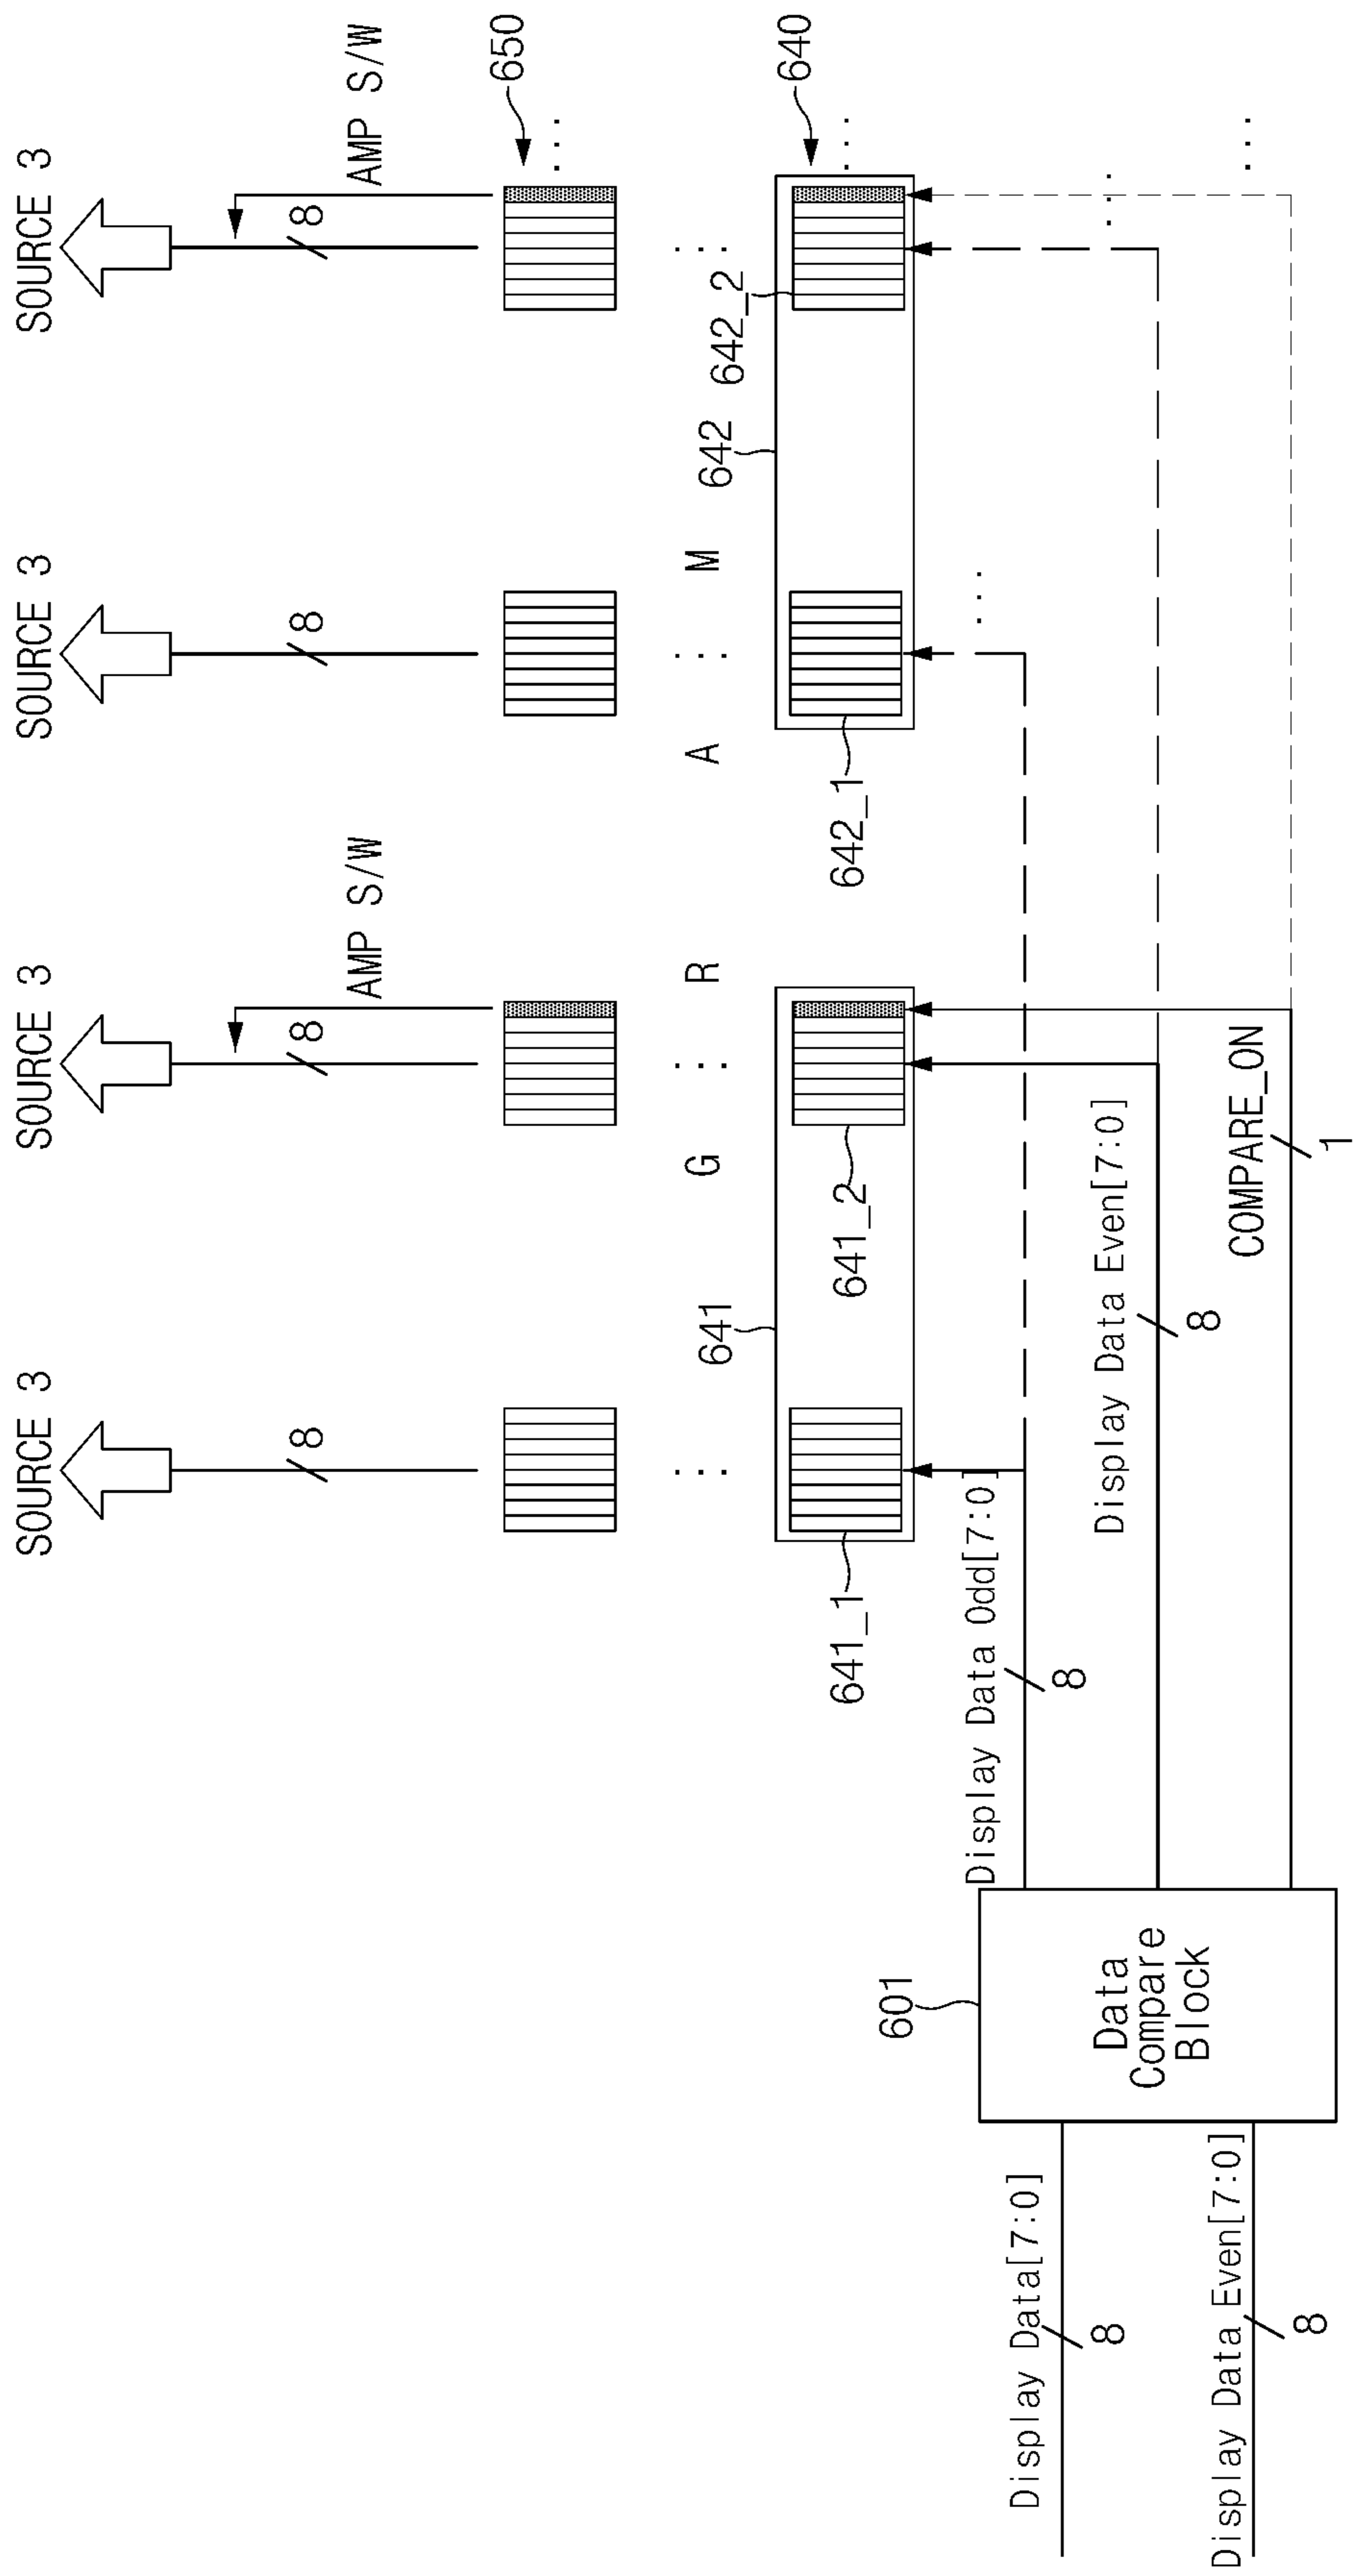 SOURCE 3
SOURCE 3
SOURCE 3
SOURCE 3
8
8
AMP S/W
8
8
AMP S/W
650
...
...
...
...
...
G R A M
641
642
642_2
640
...
641_1
641_2
642_1
...
...
...
Display Data Odd[7:0]
8
Display Data Even[7:0]
8
COMPARE_ON
1
601
Data
Compare
Block
Display Data[7:0]
8
Display Data Even[7:0]
8